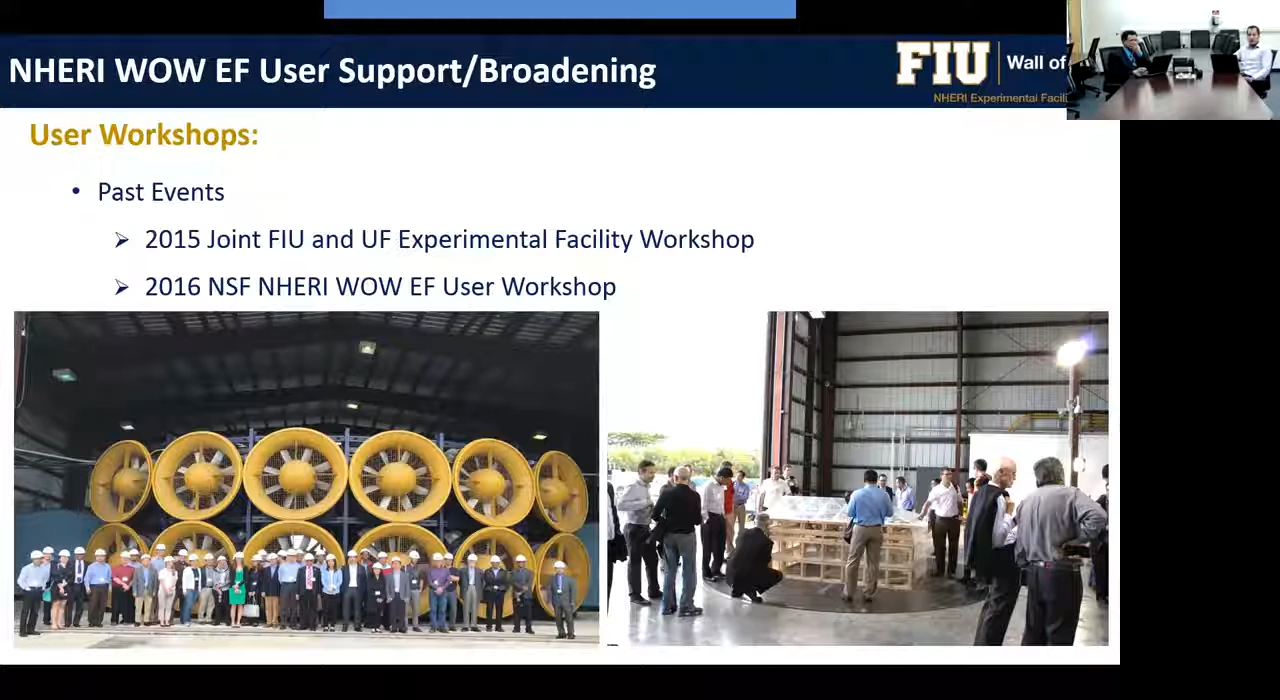 NHERI WOW EF User Support/Broadening
FIU
Wall of
NHERI Experimental
User Workshops:
• Past Events
➢ 2015 Joint FIU and UF Experimental Facility Workshop
➢ 2016 NSF NHERI WOW EF User Workshop